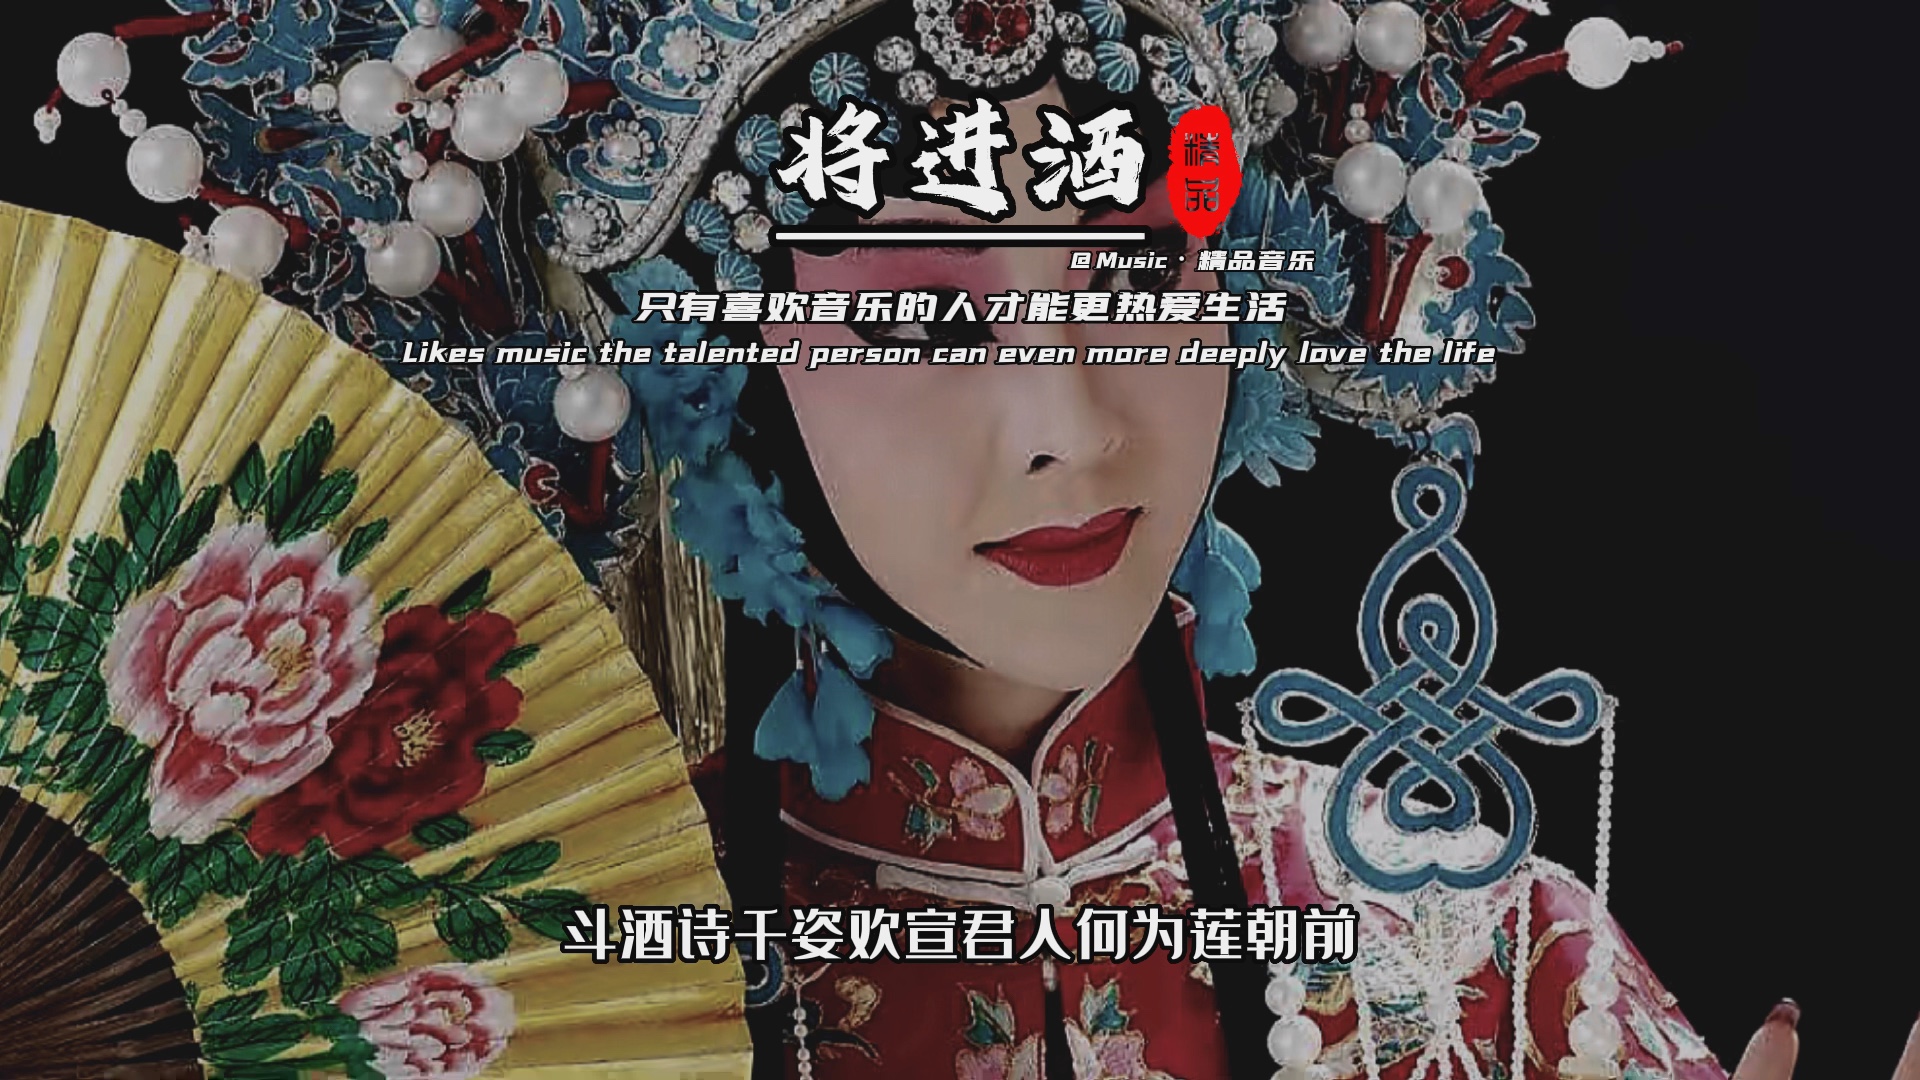 将进酒
精品
@Music · 精品音乐
只有喜欢音乐的人才能更热爱生活
Likes music the talented person can even more deeply love the life
斗酒诗千姿欢宣君人何为莲朝前